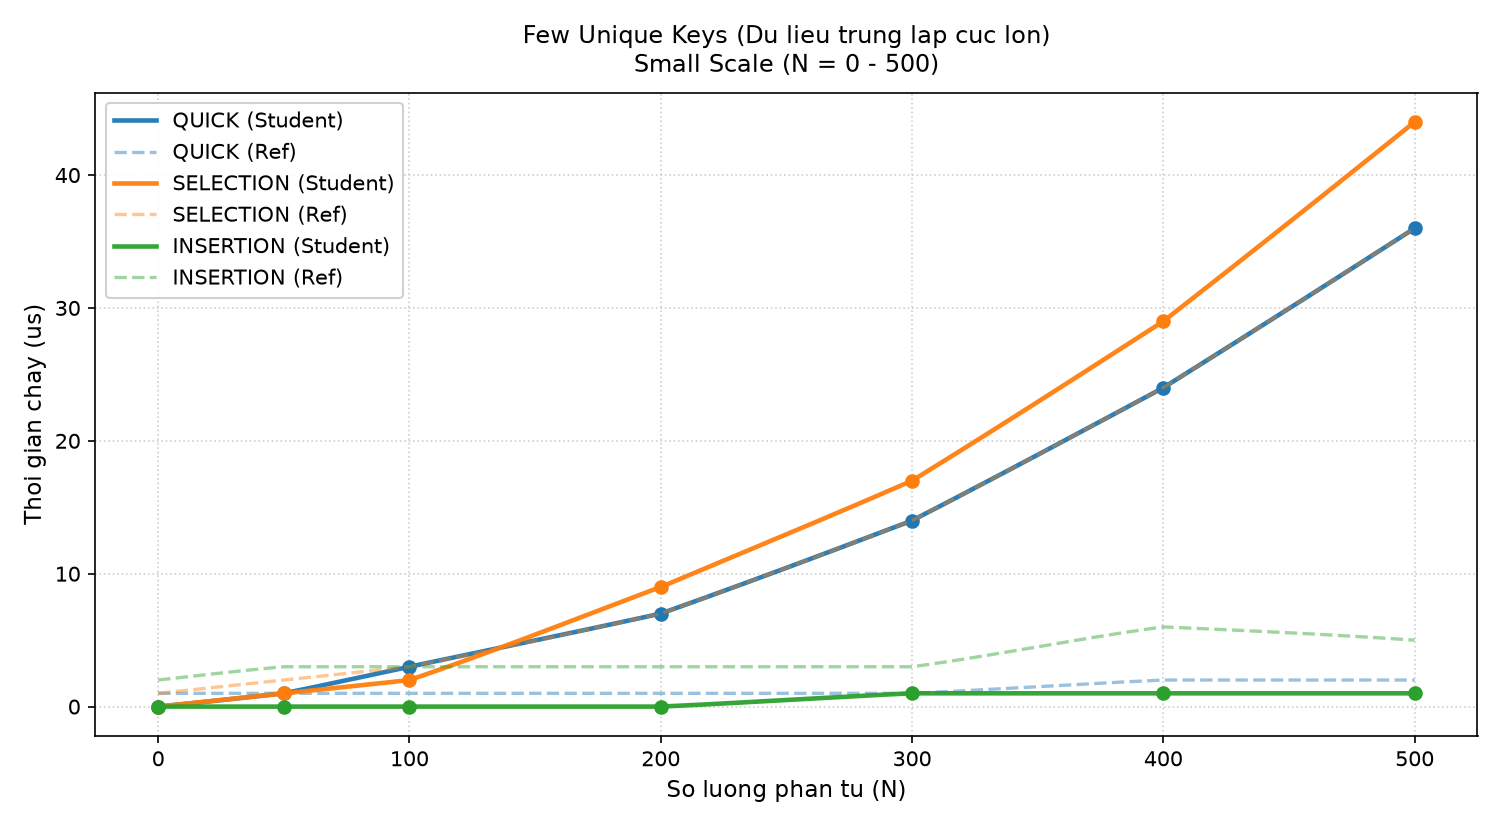 Few Unique Keys (Du lieu trung lap cuc lon)
Small Scale (N = 0 - 500)
QUICK (Student)
QUICK (Ref)
SELECTION (Student)
SELECTION (Ref)
INSERTION (Student)
INSERTION (Ref)
Thoi gian chay (us)
40
30
20
10
0
0 100 200 300 400 500
So luong phan tu (N)